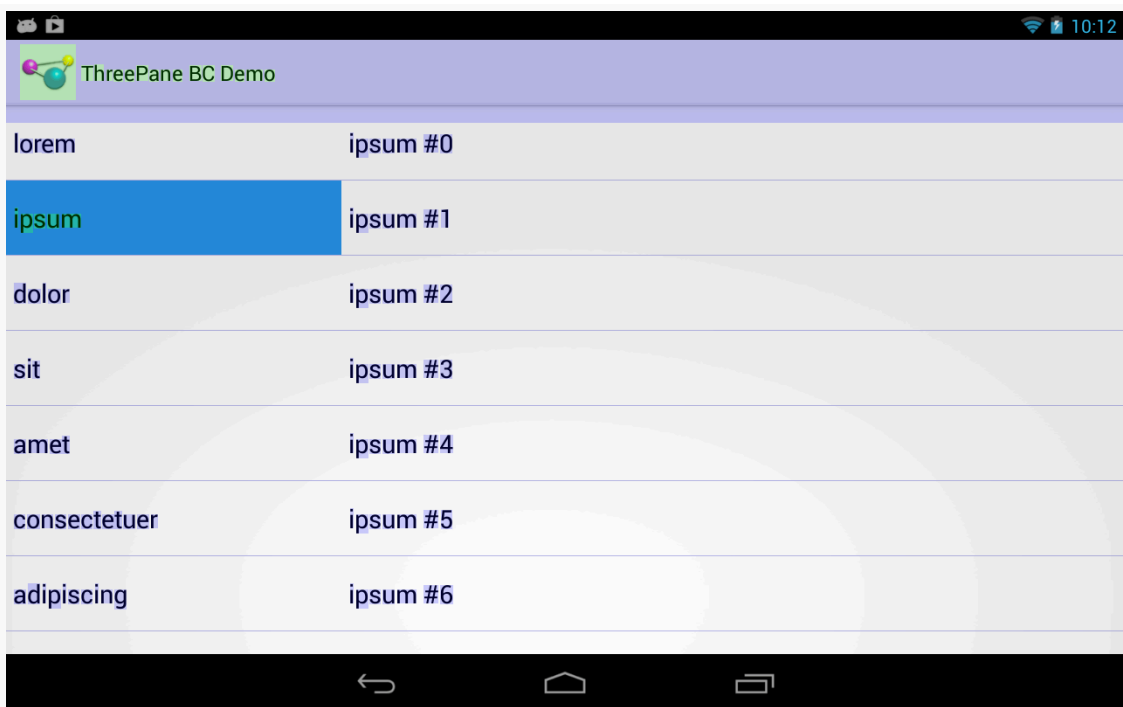 10:12
ThreePane BC Demo
lorem ipsum #0
ipsum ipsum #1
dolor ipsum #2
sit ipsum #3
amet ipsum #4
consectetuer ipsum #5
adipiscing ipsum #6